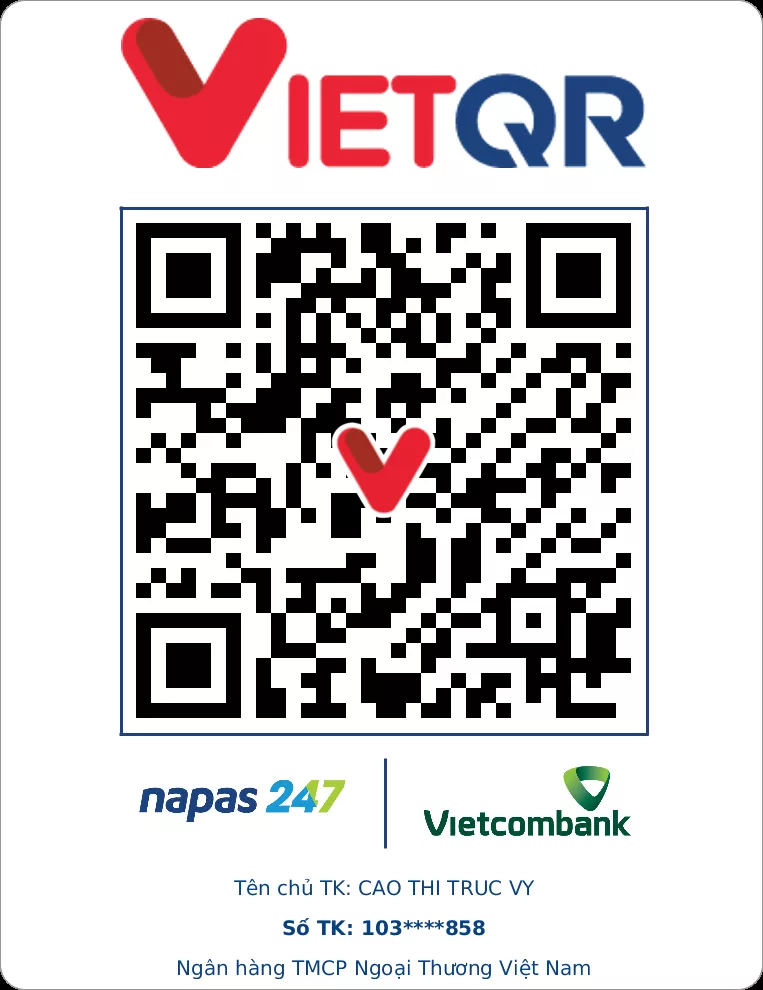 VIETQR
napas 247
Vietcombank
Tên chủ TK: CAO THI TRUC VY
Số TK: 103****858
Ngân hàng TMCP Ngoại Thương Việt Nam